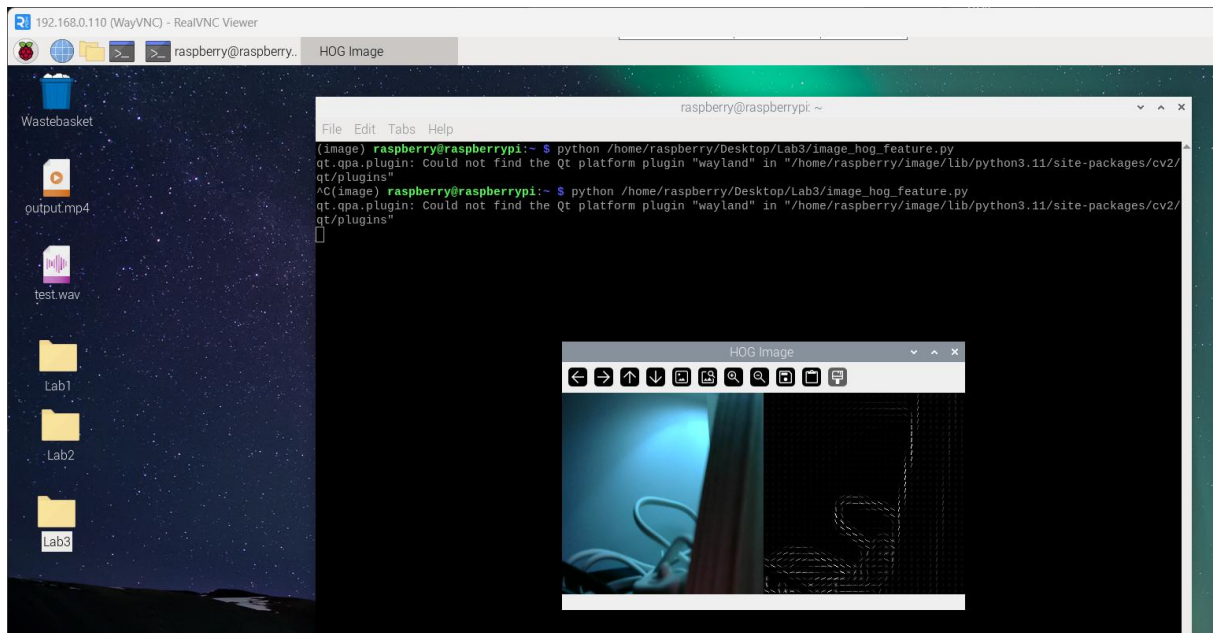 192.168.0.110 (WayVNC) - RealVNC Viewer
raspberry@raspberry.. HOG Image
Wastebasket
output.mp4
test.wav
Lab1
Lab2
Lab3
raspberry@raspberrypi: ~
File Edit Tabs Help
(image) raspberry@raspberrypi:~ $ python /home/raspberry/Desktop/Lab3/image_hog_feature.py
qt.qpa.plugin: Could not find the Qt platform plugin "wayland" in "/home/raspberry/image/lib/python3.11/site-packages/cv2/
qt/plugins"
^C(image) raspberry@raspberrypi:~ $ python /home/raspberry/Desktop/Lab3/image_hog_feature.py
qt.qpa.plugin: Could not find the Qt platform plugin "wayland" in "/home/raspberry/image/lib/python3.11/site-packages/cv2/
qt/plugins"
HOG Image